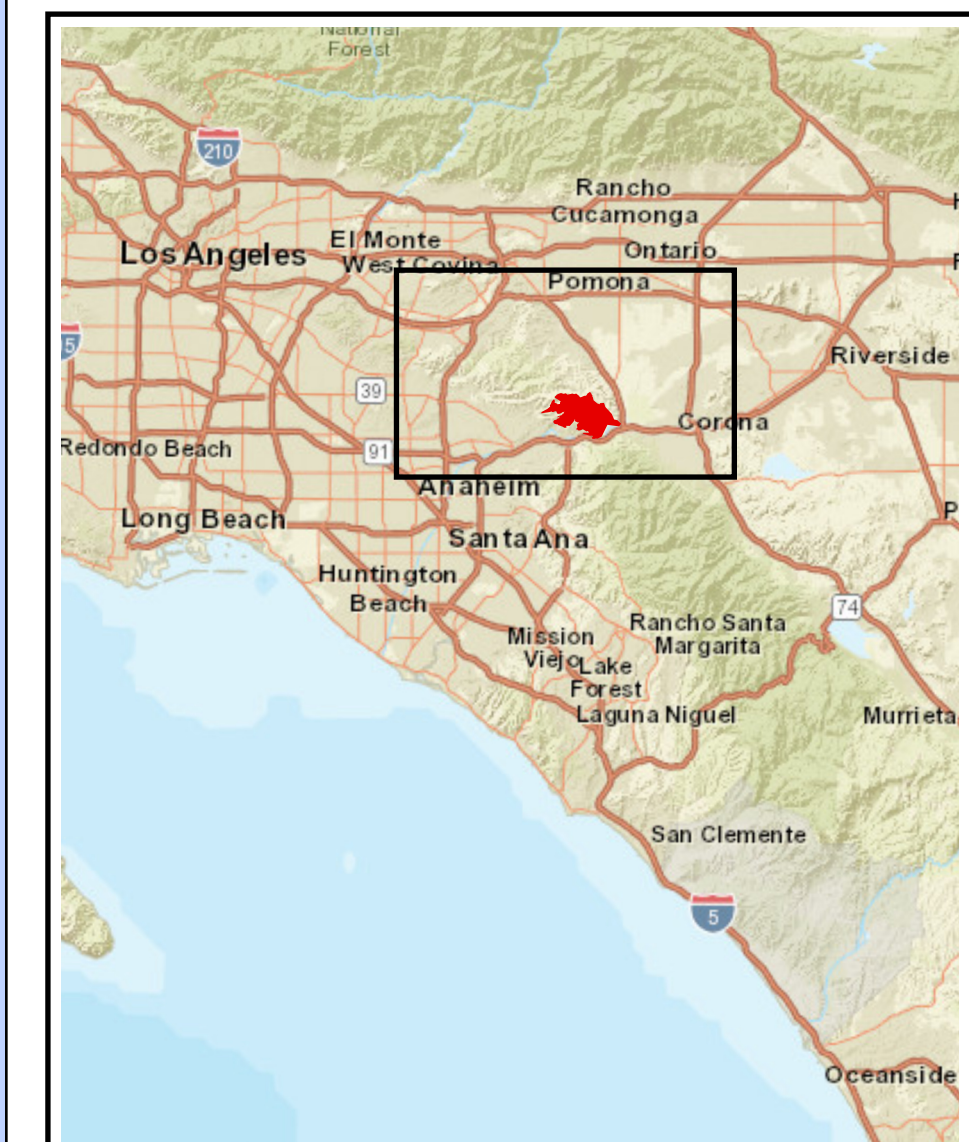 National
Forest
210
Rancho
Cucamonga
Los Angeles
El Monte
Ontario
West Covina
Pomona
5
Riverside
39
Corona
Redondo Beach
91
Anaheim
Long Beach
Santa Ana
Huntington
Beach
74
Rancho Santa
Margarita
Mission
Viejo
Lake
Forest
Laguna Niguel
Murrieta
San Clemente
5
Oceanside